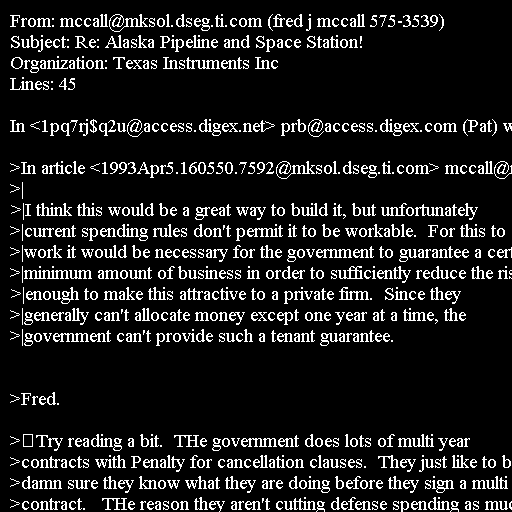 From: mccall@mksol.dseg.ti.com (fred j mccall 575-3539)
Subject: Re: Alaska Pipeline and Space Station!
Organization: Texas Instruments Inc
Lines: 45
In <1pq7rj$q2u@access.digex.net> prb@access.digex.com (Pat)
>In article <1993Apr5.160550.7592@mksol.dseg.ti.com>
>|
>|I think this would be a great way to build it, but unfortunately
>|current spending rules don't permit it to be workable.  For this to
>|work it would be necessary for the government to guarantee a
>|minimum amount of business in order to sufficiently reduce the
>|enough to make this attractive to a private firm.  Since they
>|generally can't allocate money except one year at a time, the
>|government can't provide such a tenant guarantee.
>Fred.
>Try reading a bit.  THe government does lots of multi year
>contracts with Penalty for cancellation clauses.  They just like to
>damn sure they know what they are doing before they sign a multi
>contract.   THe reason they aren't cutting defense spending as